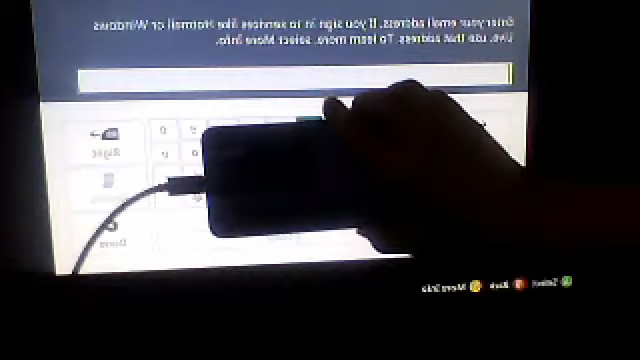 Enter your email address. If you sign in to services like Hotmail or Windows
Live, use that address. To learn more, select More Info.
Right
Done
Select
Back
More Info